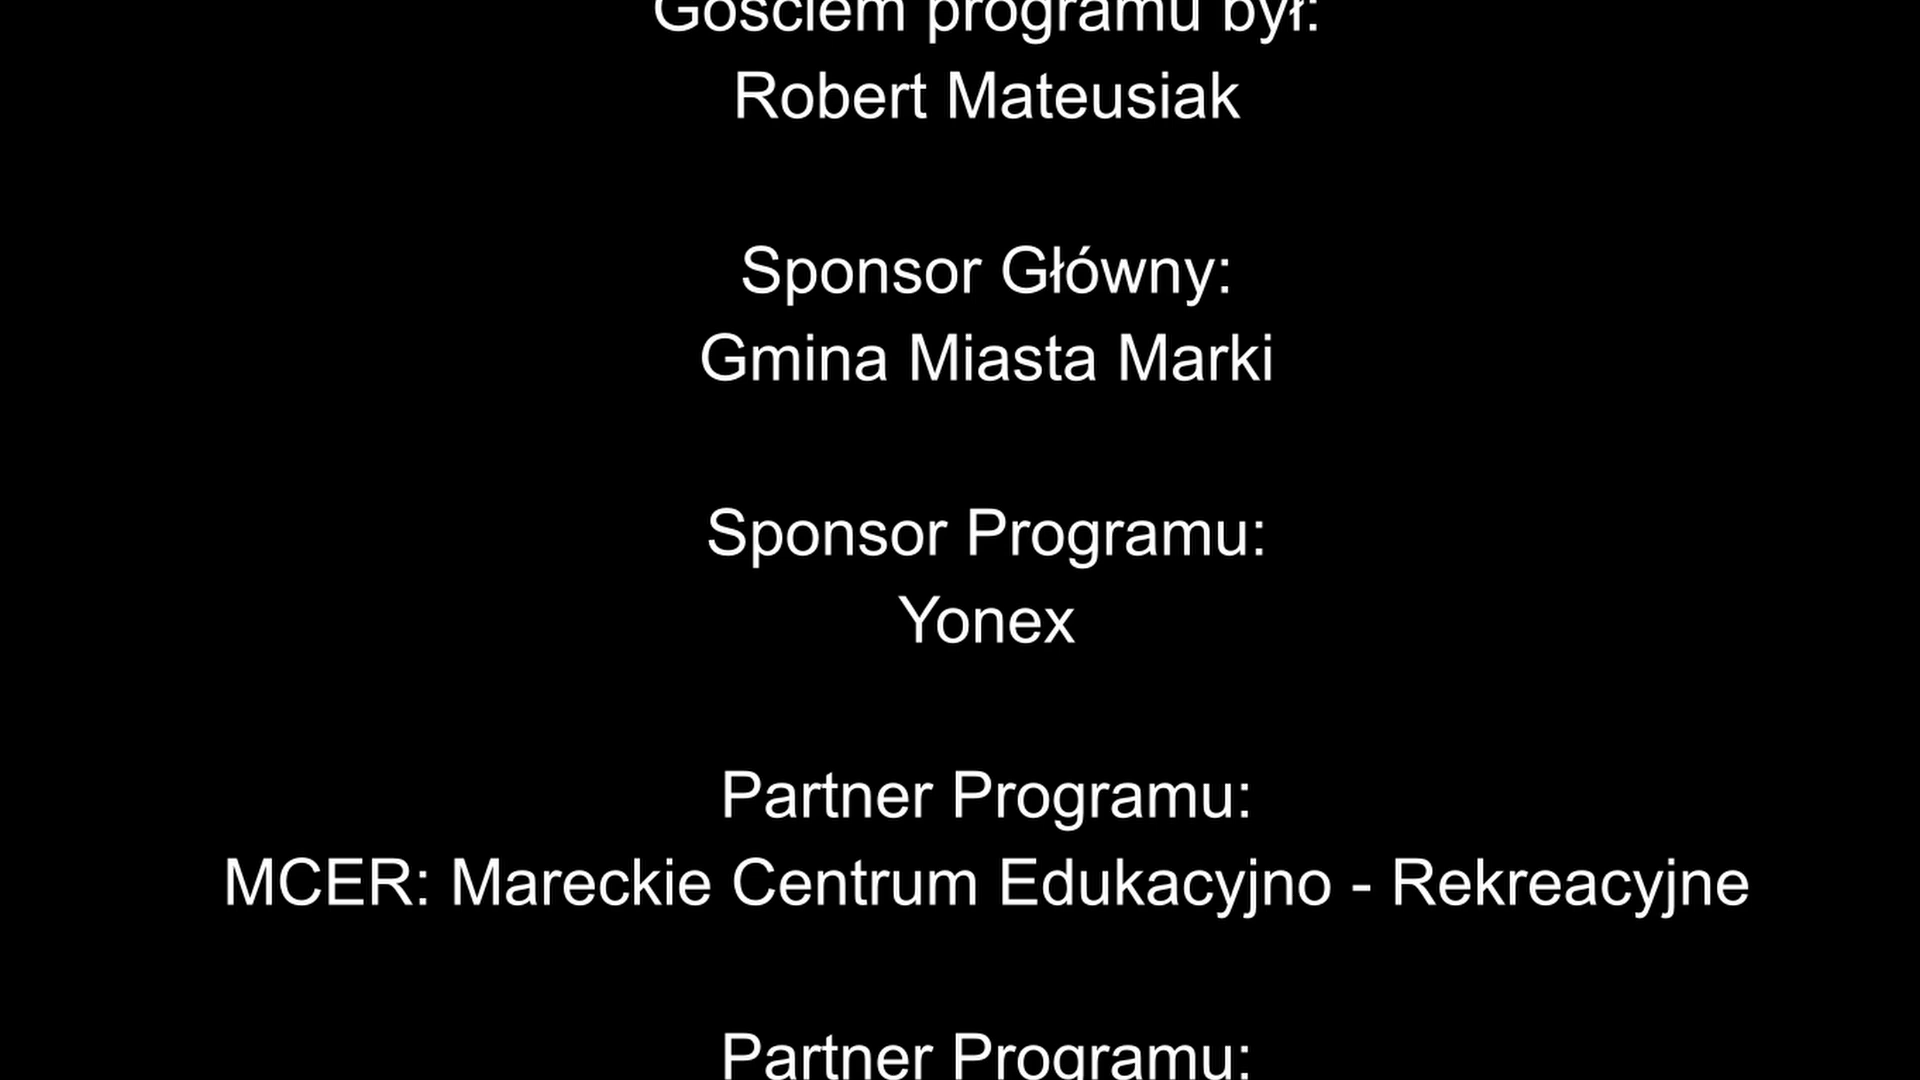 Gościem programu był:
Robert Mateusiak
Sponsor Główny:
Gmina Miasta Marki
Sponsor Programu:
Yonex
Partner Programu:
MCER: Mareckie Centrum Edukacyjno - Rekreacyjne
Partner Programu: